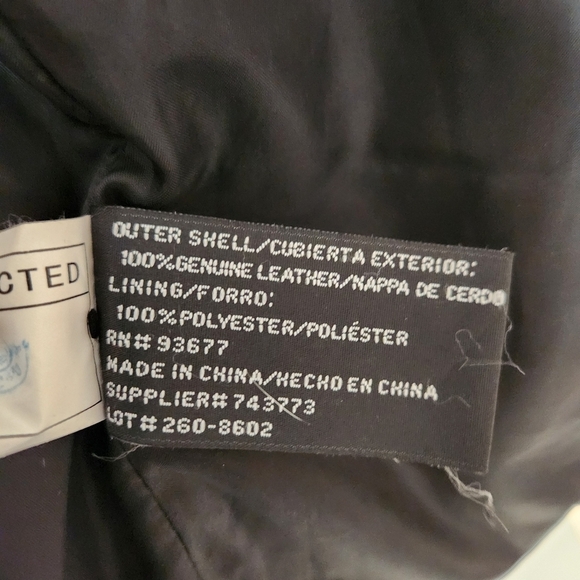 CTED
OUTER SHELL/CUBIERTA EXTERIOR:
100%GENUINE LEATHER/NAPPA DE CERDO
LINING/FORRO:
100%POLYESTER/POLIÉSTER
RN# 93677
MADE IN CHINA/HECHO EN CHINA
SUPPLIER# 743773
LOT# 260-8602